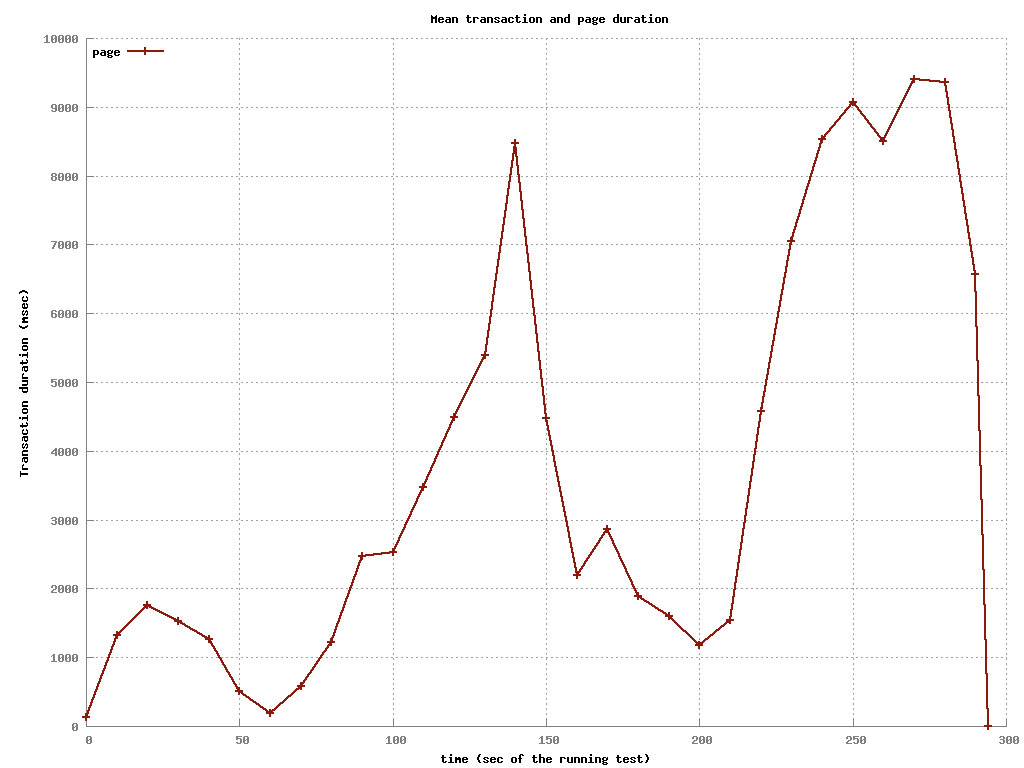 Mean transaction and page duration
page
10000
9000
8000
7000
6000
5000
4000
3000
2000
1000
0
Transaction duration (msec)
0 50 100 150 200 250 300
time (sec of the running test)